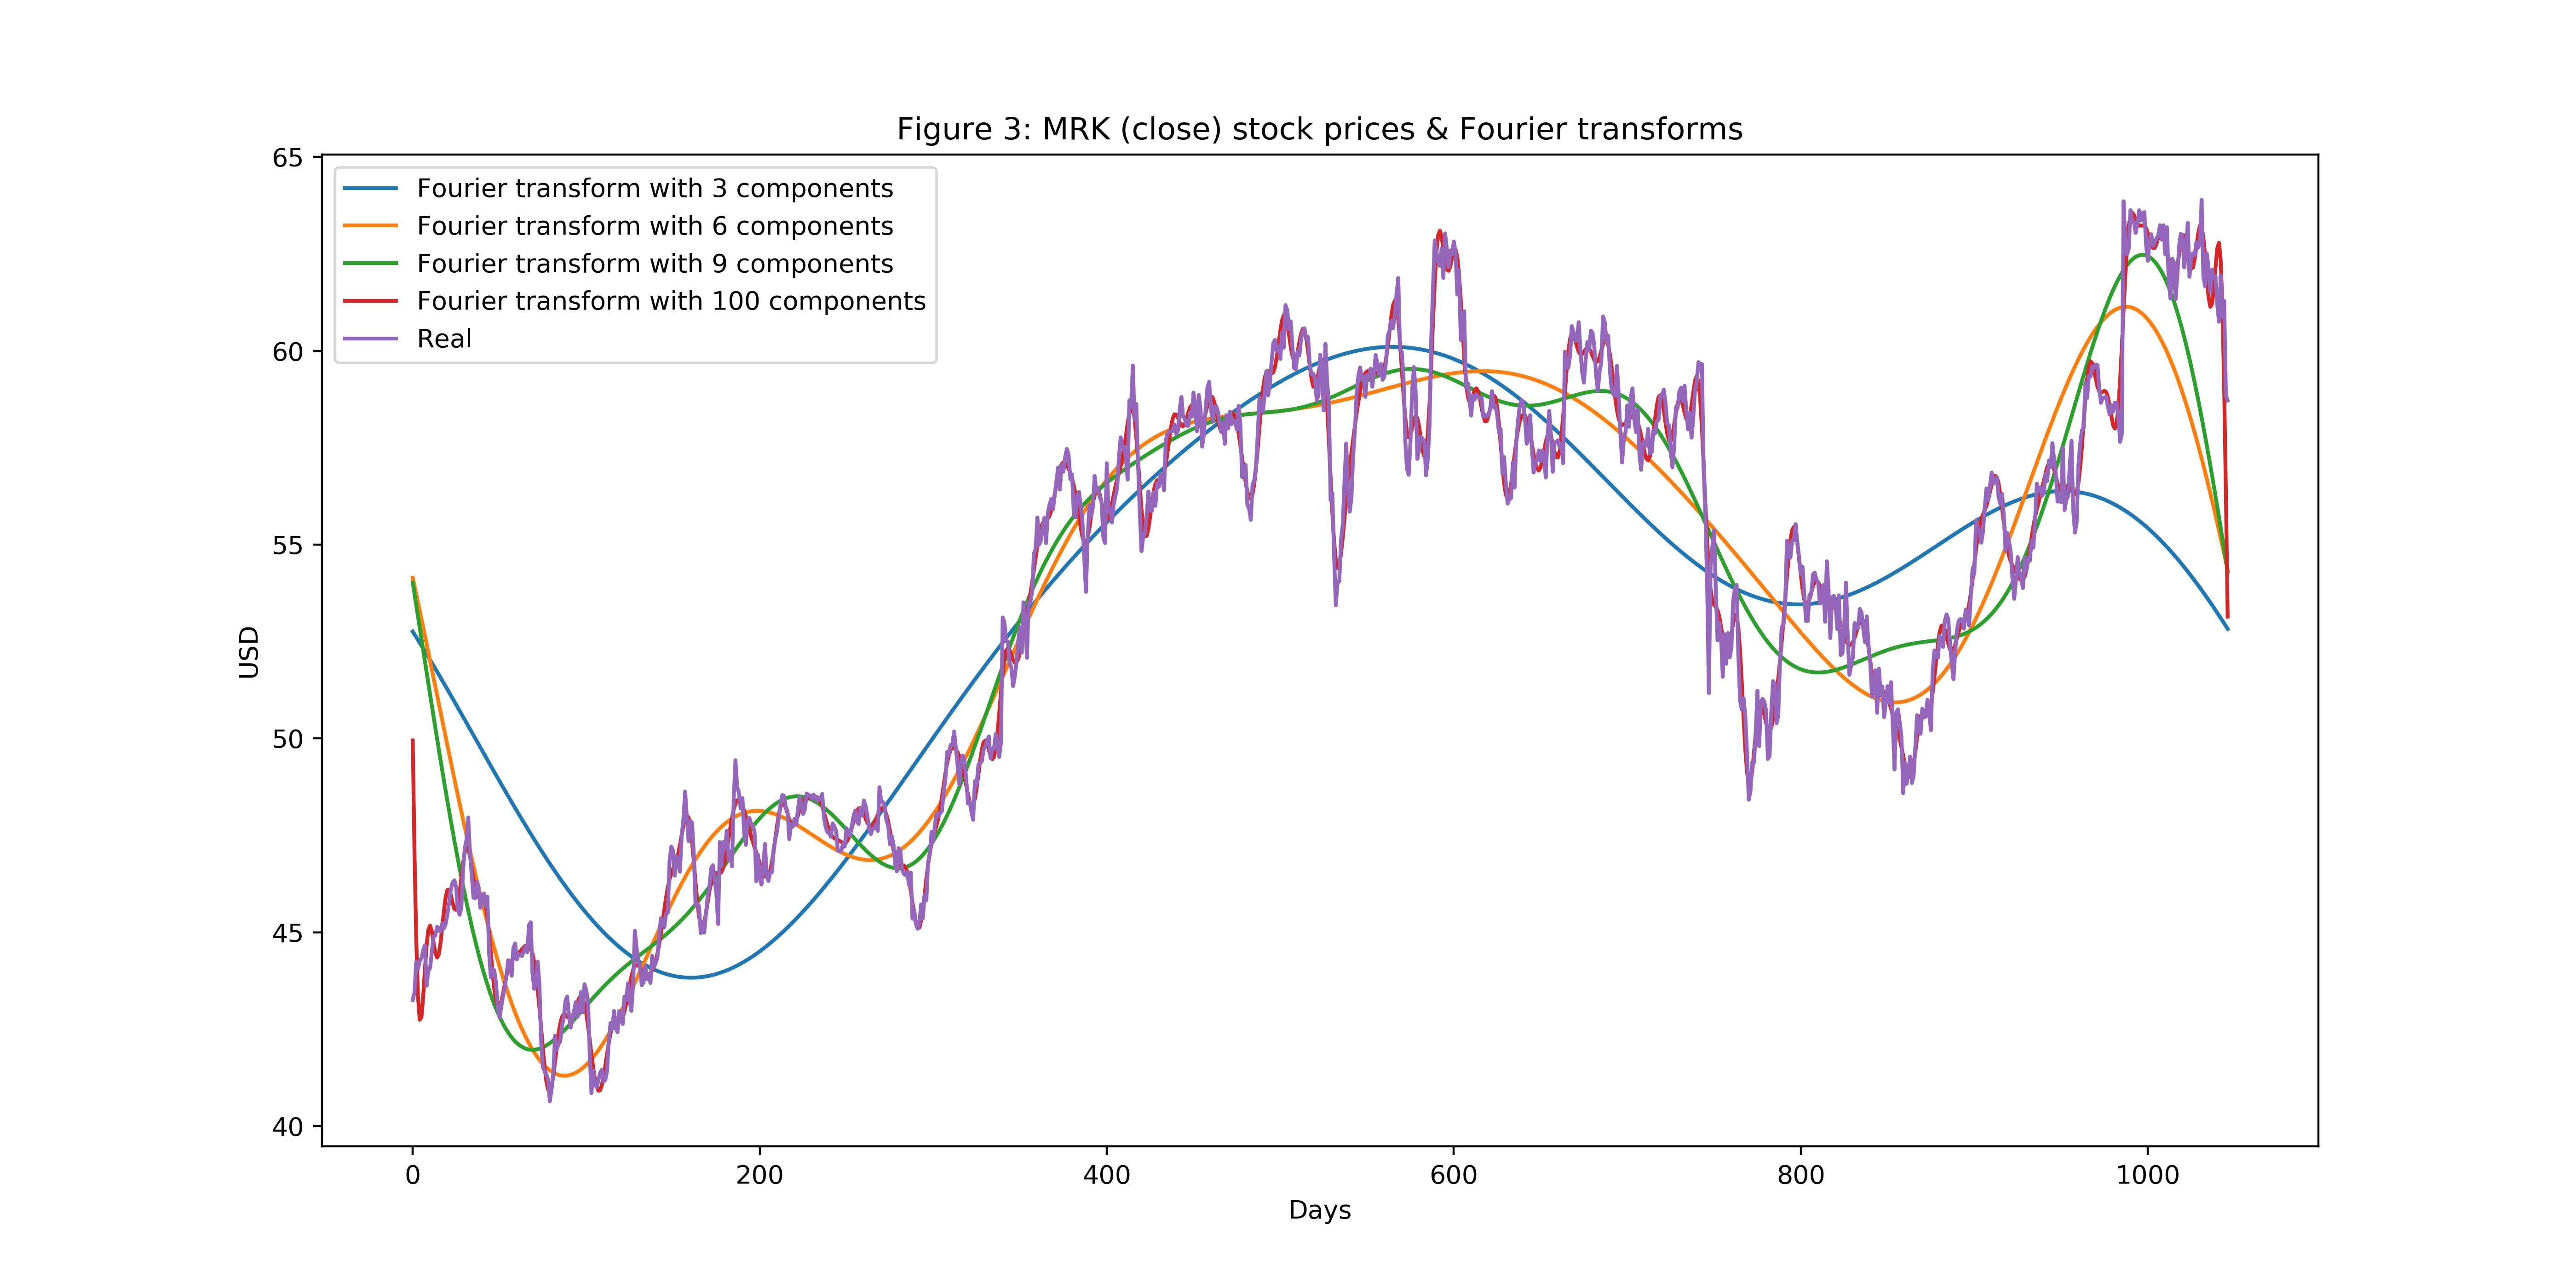 Figure 3: MRK (close) stock prices & Fourier transforms
65
60
55
50
45
40
USD
Fourier transform with 3 components
Fourier transform with 6 components
Fourier transform with 9 components
Fourier transform with 100 components
Real
0 200 400 600 800 1000
Days